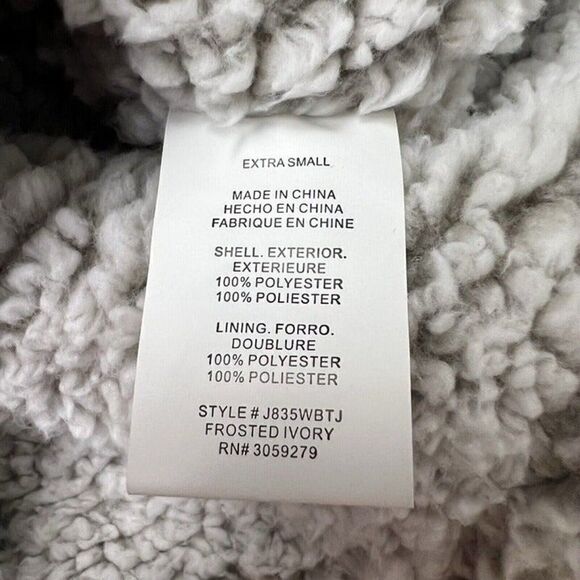 EXTRA SMALL
MADE IN CHINA
HECHO EN CHINA
FABRIQUE EN CHINE
SHELL. EXTERIOR.
EXTERIEURE
100% POLYESTER
100% POLIESTER
LINING. FORRO.
DOUBLURE
100% POLYESTER
100% POLIESTER
STYLE # J835WBTJ
FROSTED IVORY
RN# 3059279